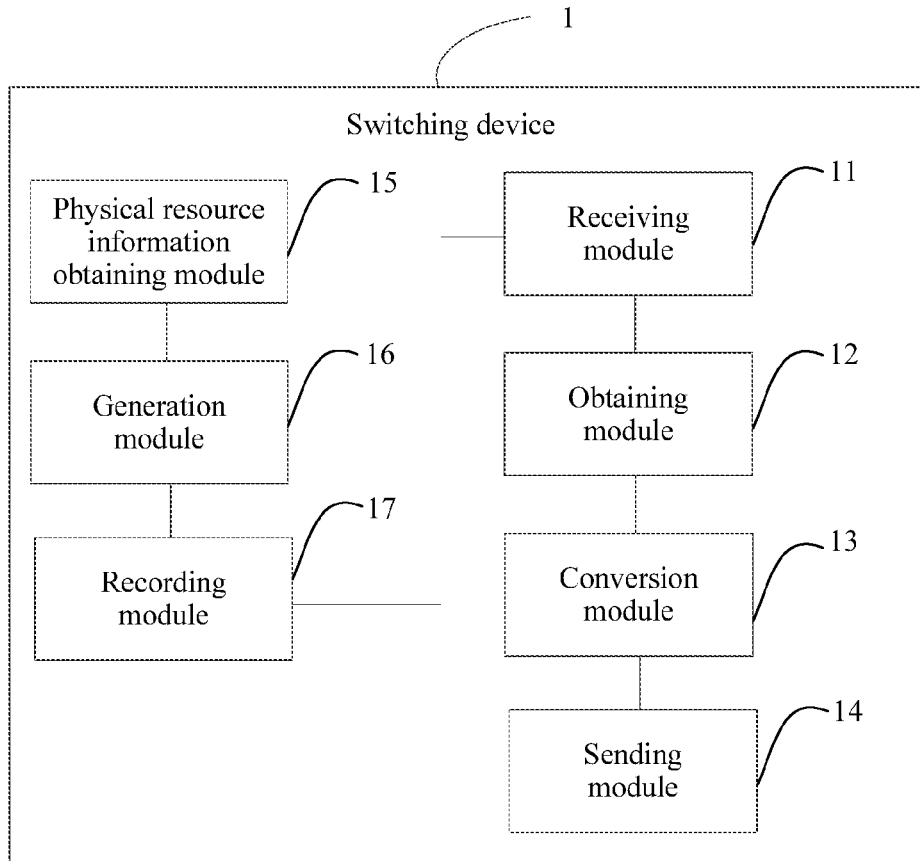 1
Switching device
Physical resource
information
obtaining module
15
Generation
module
16
Recording
module
17
Receiving
module
11
Obtaining
module
12
Conversion
module
13
Sending
module
14